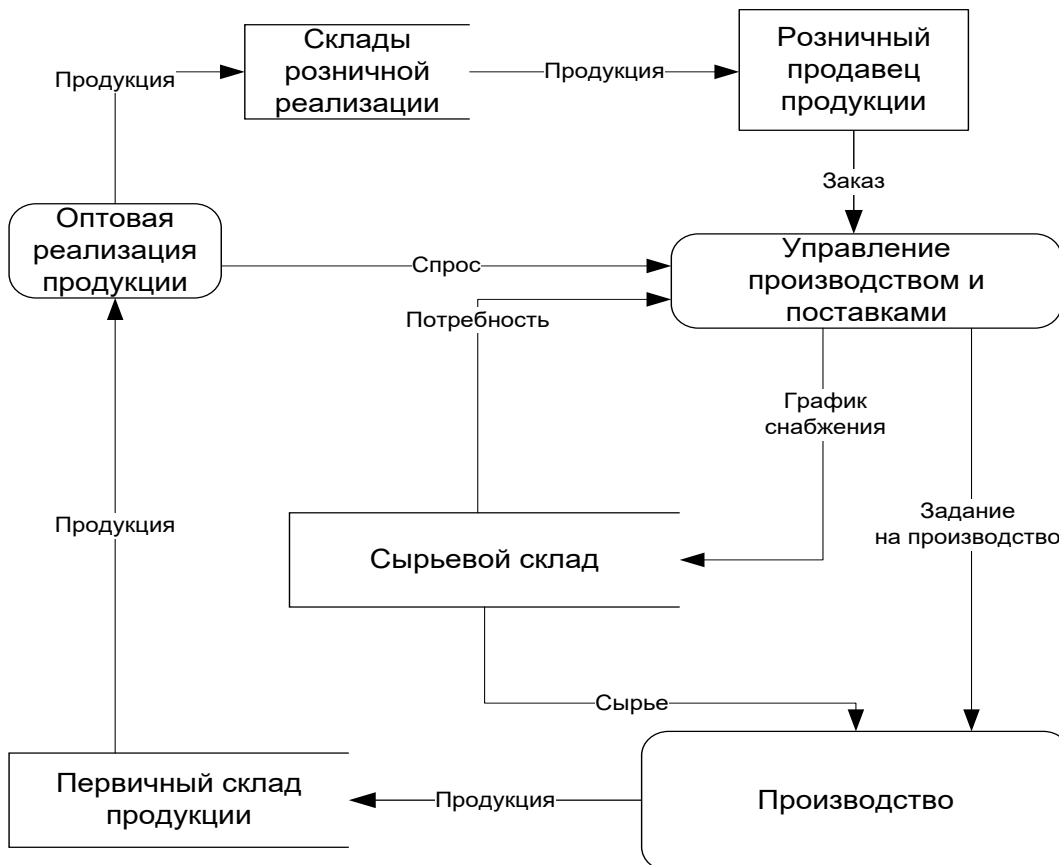 Склады
розничной
реализации
Розничный
продавец
продукции
Продукция
Продукция
Заказ
Оптовая
реализация
продукции
Спрос
Управление
производством и
поставками
Потребность
График
снабжения
Продукция
Задание
на производство
Сырьевой склад
Сырье
Первичный склад
продукции
Продукция
Производство